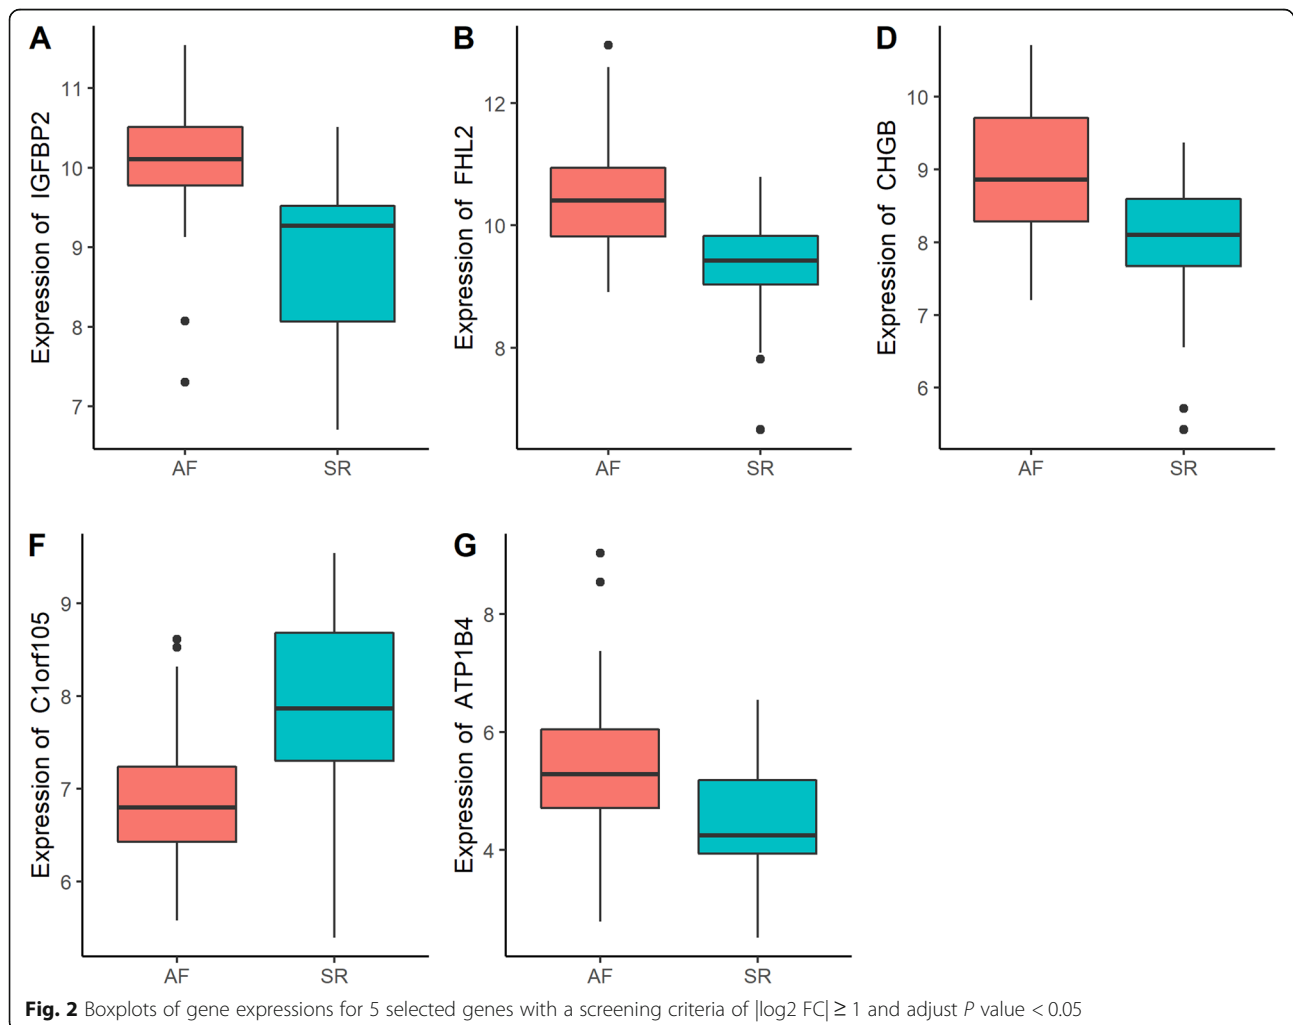 A
Expression of IGFBP2
11
10
9
8
7
AF SR
B
Expression of FHL2
12
10
8
AF SR
D
Expression of CHGB
10
9
8
7
6
AF SR
F
Expression of C1orf105
9
8
7
6
AF SR
G
Expression of ATP1B4
8
6
4
AF SR
Fig. 2 Boxplots of gene expressions for 5 selected genes with a screening criteria of |log2 FC| ≥ 1 and adjust P value < 0.05